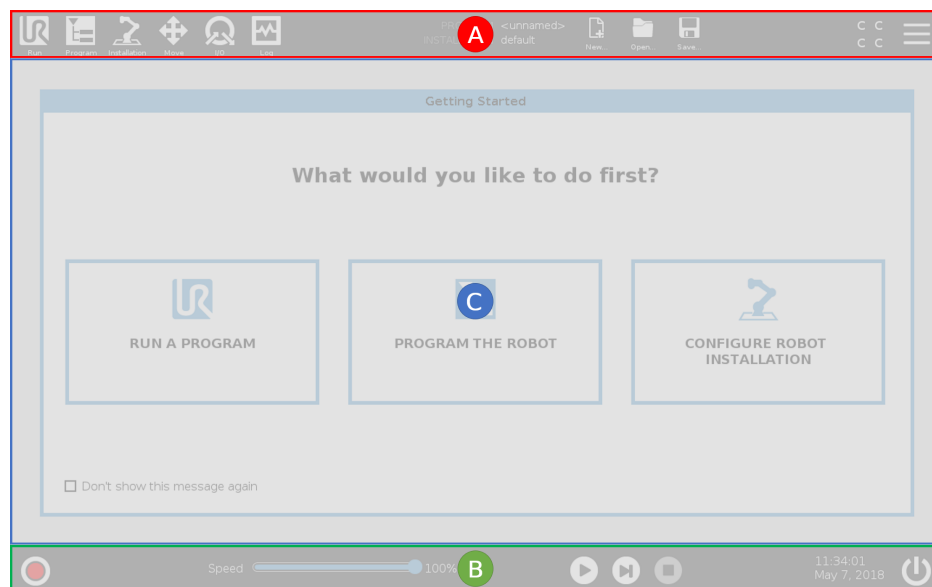 <unnamed>
default
Run
Program
Installation
Move
I/O
Log
A
New...
Open...
Save...
C C
C C
Getting Started
What would you like to do first?
RUN A PROGRAM
C
PROGRAM THE ROBOT
CONFIGURE ROBOT
INSTALLATION
Don't show this message again
Speed
100%
B
11:34:01
May 7, 2018